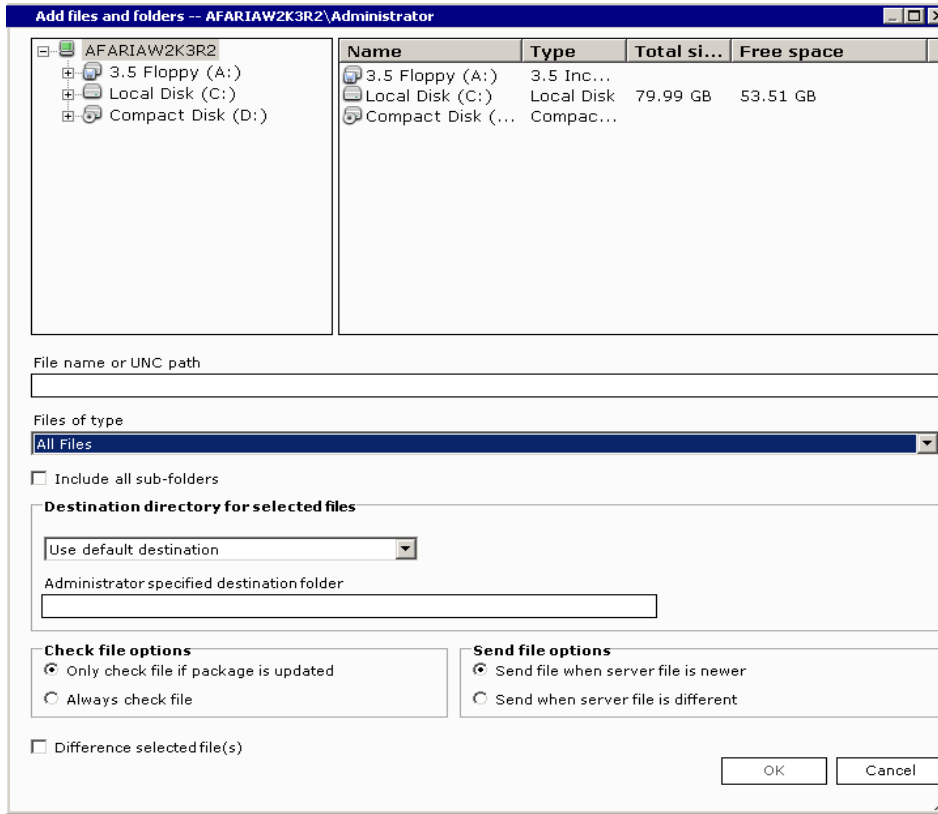 Add files and folders -- AFARIAW2K3R2\Administrator
AFARIAW2K3R2
3.5 Floppy (A:)
Local Disk (C:)
Compact Disk (D:)
Name Type Total si... Free space
3.5 Floppy (A:) 3.5 Inc...
Local Disk (C:) Local Disk 79.99 GB 53.51 GB
Compact Disk (... Compac...
File name or UNC path
Files of type
All Files
Include all sub-folders
Destination directory for selected files
Use default destination
Administrator specified destination folder
Check file options
Only check file if package is updated
Always check file
Send file options
Send file when server file is newer
Send when server file is different
Difference selected file(s)
OK Cancel